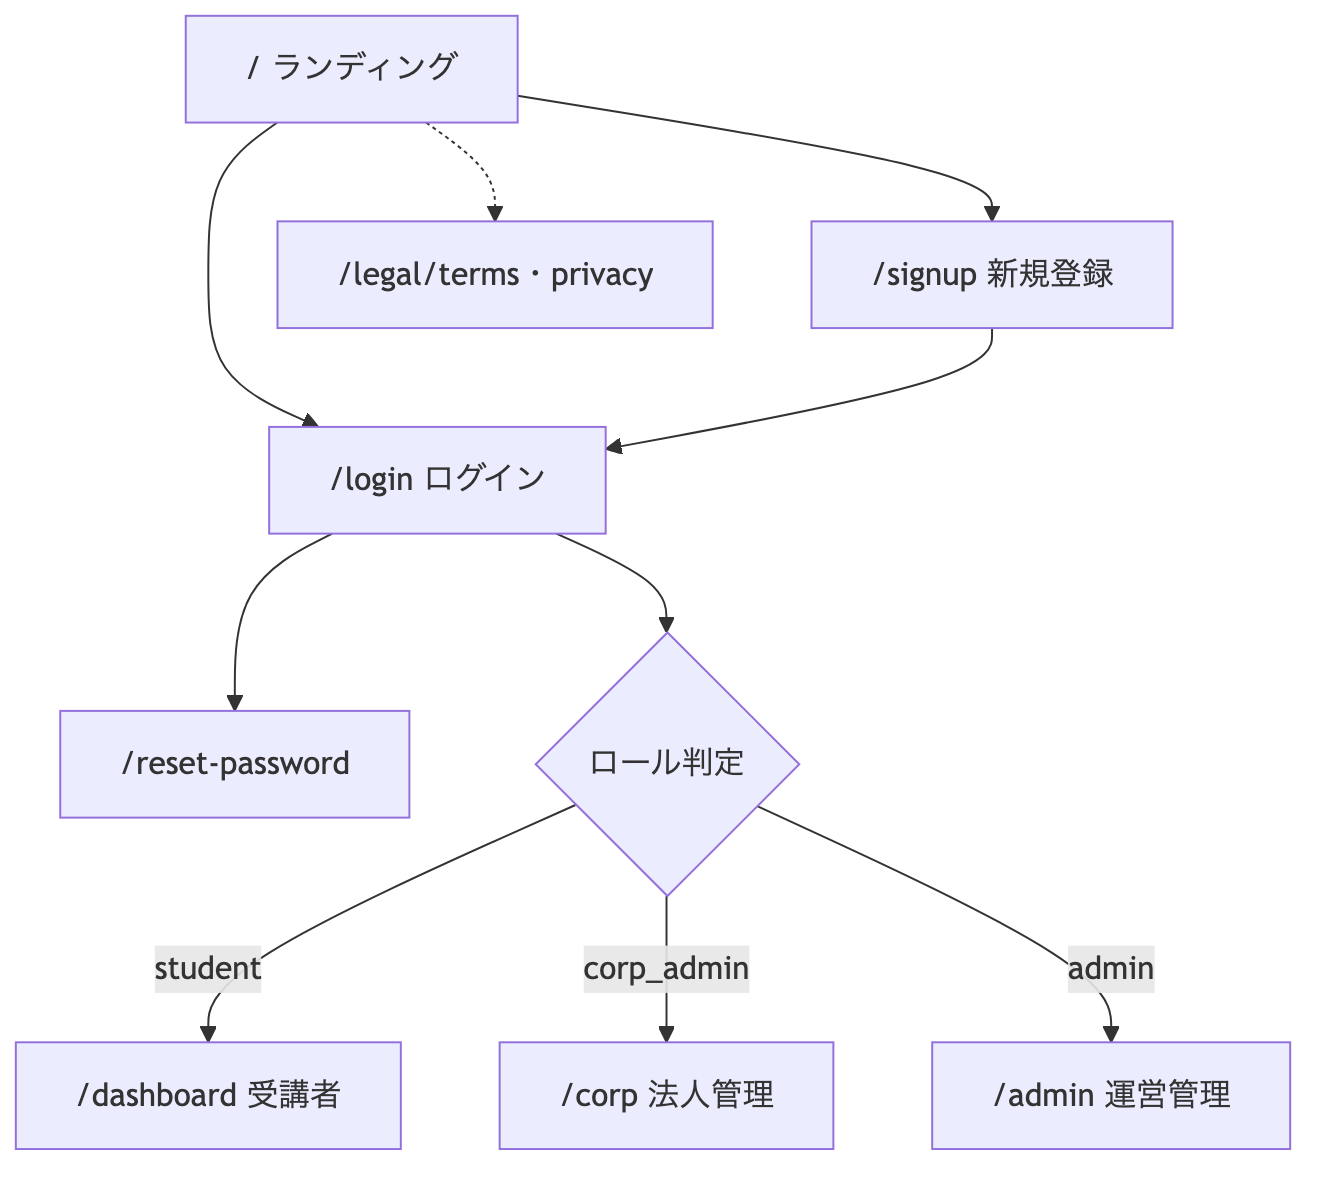 / ランディング
/legal/terms・privacy
/signup 新規登録
/login ログイン
/reset-password
ロール判定
student
corp_admin
admin
/dashboard 受講者
/corp 法人管理
/admin 運営管理